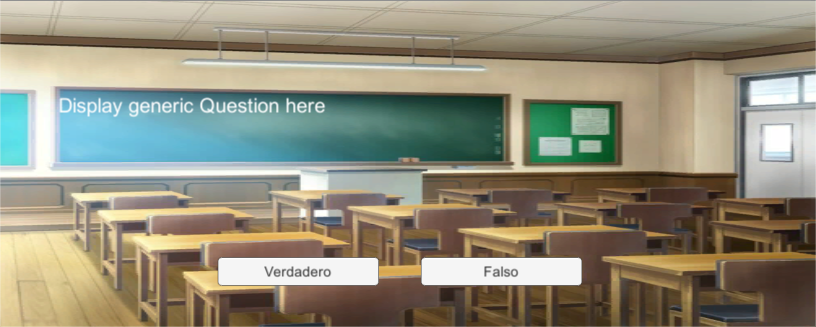 Display generic Question here
Verdadero
Falso